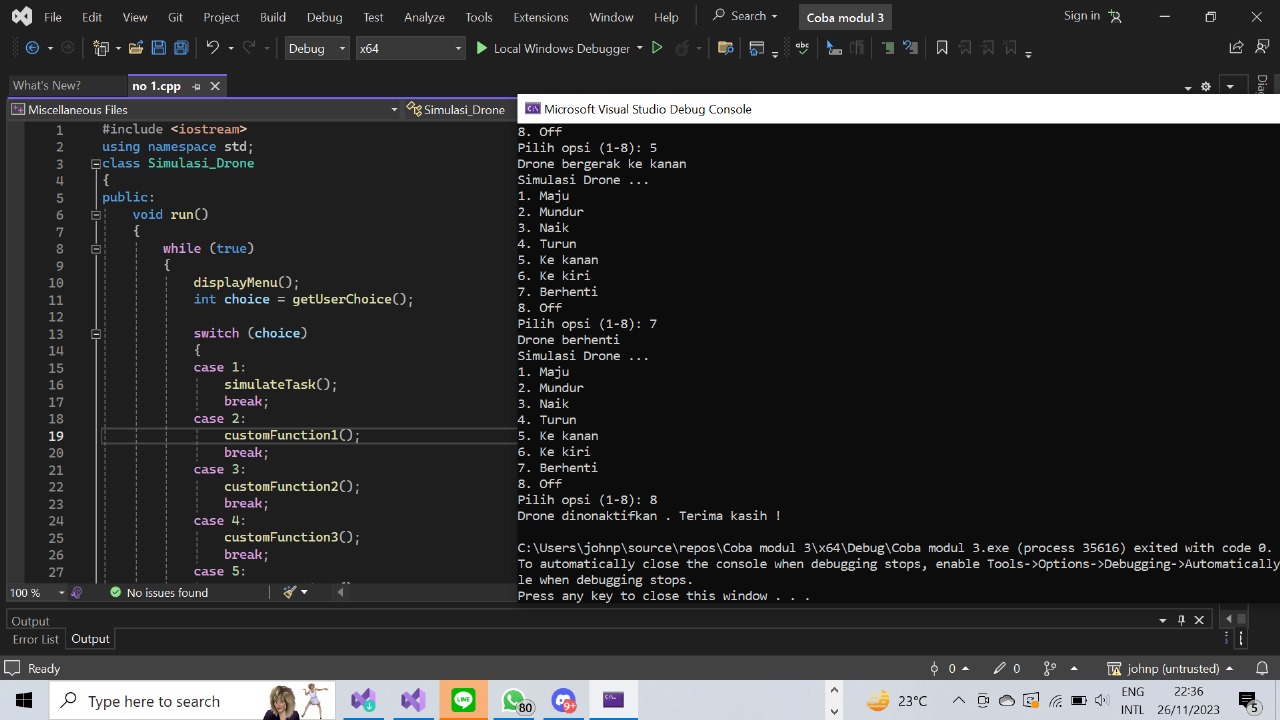 File Edit View Git Project Build Debug Test Analyze Tools Extensions Window Help Search Coba modul 3 Sign in
Debug x64 Local Windows Debugger
What's New? no 1.cpp
Miscellaneous Files Simulasi_Drone
1 #include <iostream>
2 using namespace std;
3 class Simulasi_Drone
4 {
5 public:
6 void run()
7 {
8 while (true)
9 {
10 displayMenu();
11 int choice = getUserChoice();
12
13 switch (choice)
14 {
15 case 1:
16 simulateTask();
17 break;
18 case 2:
19 customFunction1();
20 break;
21 case 3:
22 customFunction2();
23 break;
24 case 4:
25 customFunction3();
26 break;
27 case 5:
100 % No issues found
Microsoft Visual Studio Debug Console
8. Off
Pilih opsi (1-8): 5
Drone bergerak ke kanan
Simulasi Drone ...
1. Maju
2. Mundur
3. Naik
4. Turun
5. Ke kanan
6. Ke kiri
7. Berhenti
8. Off
Pilih opsi (1-8): 7
Drone berhenti
Simulasi Drone ...
1. Maju
2. Mundur
3. Naik
4. Turun
5. Ke kanan
6. Ke kiri
7. Berhenti
8. Off
Pilih opsi (1-8): 8
Drone dinonaktifkan . Terima kasih !
C:\Users\johnp\source\repos\Coba modul 3\x64\Debug\Coba modul 3.exe (process 35616) exited with code 0.
To automatically close the console when debugging stops, enable Tools->Options->Debugging->Automatically
le when debugging stops.
Press any key to close this window . . .
Diag
Output
Error List Output
Ready 0 0 johnp (untrusted)
Type here to search 80 9+ 23°C ENG INTL 22:36 26/11/2023 5